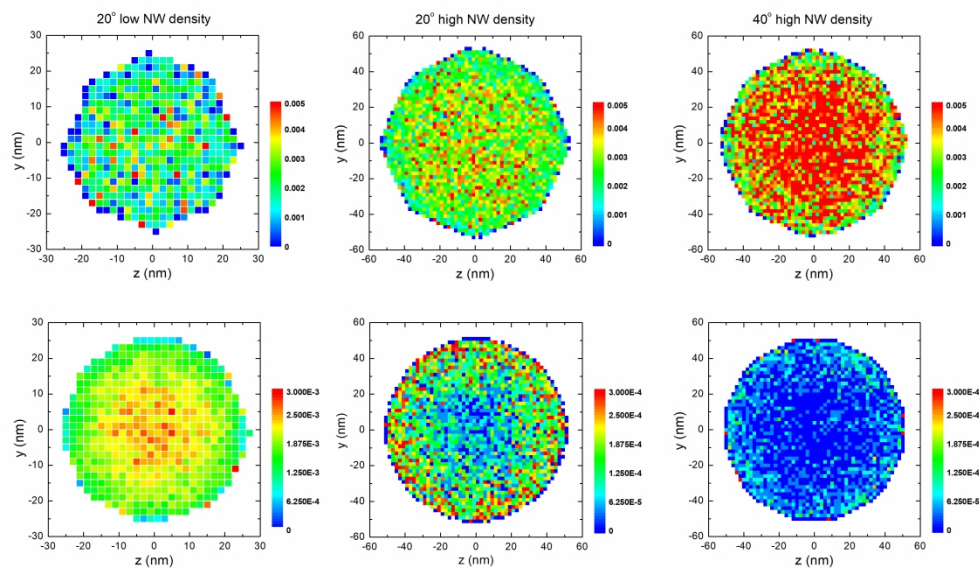 20° low NW density
20° high NW density
40° high NW density
30
20
10
0
-10
-20
-30
y (nm)
-30 -20 -10 0 10 20 30
z (nm)
0.005
0.004
0.003
0.002
0.001
0
60
40
20
0
-20
-40
-60
y (nm)
-60 -40 -20 0 20 40 60
z (nm)
0.005
0.004
0.003
0.002
0.001
0
60
40
20
0
-20
-40
-60
y (nm)
-60 -40 -20 0 20 40 60
z (nm)
0.005
0.004
0.003
0.002
0.001
0
30
20
10
0
-10
-20
-30
y (nm)
-30 -20 -10 0 10 20 30
z (nm)
3.000E-3
2.500E-3
1.875E-3
1.250E-3
6.250E-4
0
60
40
20
0
-20
-40
-60
y (nm)
-60 -40 -20 0 20 40 60
z (nm)
3.000E-4
2.500E-4
1.875E-4
1.250E-4
6.250E-5
0
60
40
20
0
-20
-40
-60
y (nm)
-60 -40 -20 0 20 40 60
z (nm)
3.000E-4
2.500E-4
1.875E-4
1.250E-4
6.250E-5
0